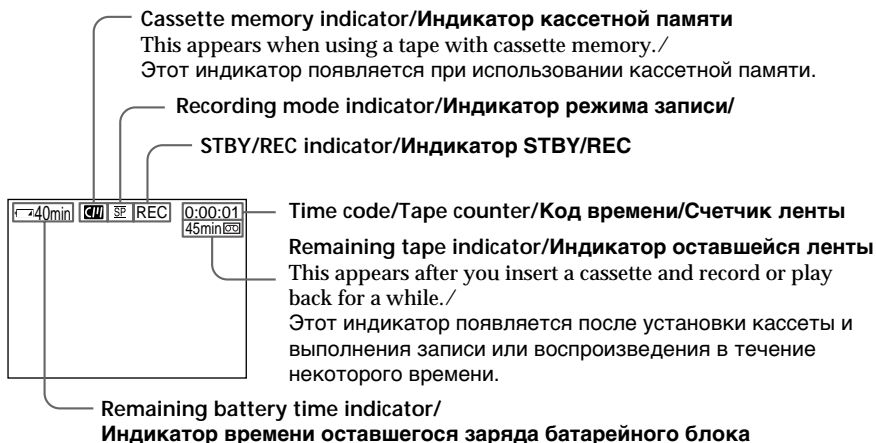 Cassette memory indicator/Индикатор кассетной памяти
This appears when using a tape with cassette memory./
Этот индикатор появляется при использовании кассетной памяти.
Recording mode indicator/Индикатор режима записи/
STBY/REC indicator/Индикатор STBY/REC
40min CM SP REC 0:00:01
45min
Time code/Tape counter/Код времени/Счетчик ленты
Remaining tape indicator/Индикатор оставшейся ленты
This appears after you insert a cassette and record or play
back for a while./
Этот индикатор появляется после установки кассеты и
выполнения записи или воспроизведения в течение
некоторого времени.
Remaining battery time indicator/
Индикатор времени оставшегося заряда батарейного блока